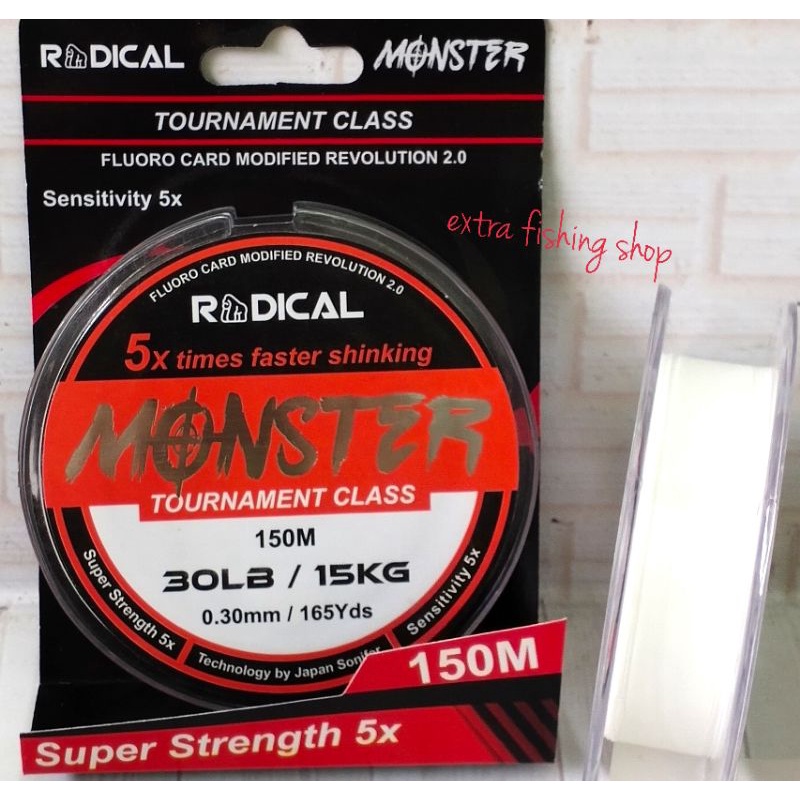 RADICAL
MONSTER
TOURNAMENT CLASS
FLUORO CARD MODIFIED REVOLUTION 2.0
Sensitivity 5x
extra fishing shop
FLUORO CARD MODIFIED REVOLUTION 2.0
RADICAL
5x times faster shinking
MONSTER
TOURNAMENT CLASS
150M
30LB / 15KG
0.30mm / 165Yds
Super Strength 5x
Technology by Japan
Sensitivity 5x
150M
Super Strength 5x